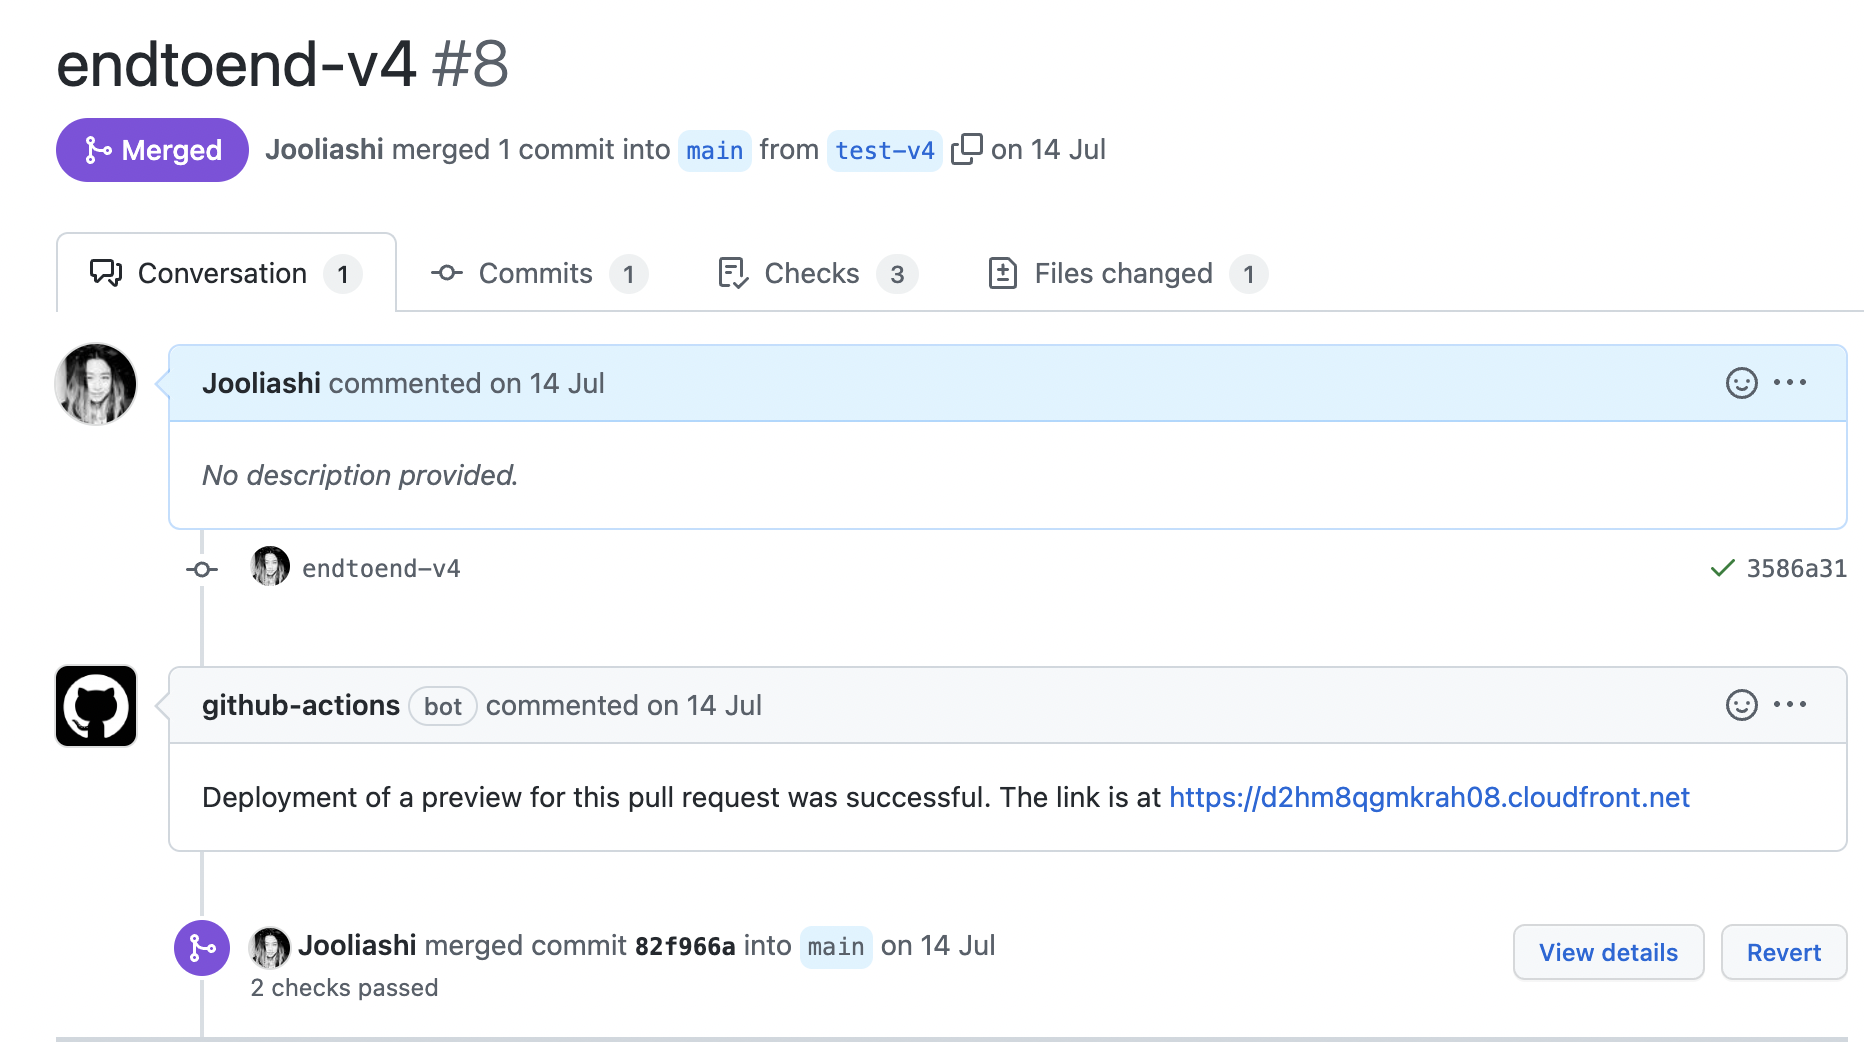 endtoend-v4 #8
Merged Jooliashi merged 1 commit into main from test-v4 on 14 Jul
Conversation 1 Commits 1 Checks 3 Files changed 1
Jooliashi commented on 14 Jul
No description provided.
endtoend-v4 3586a31
github-actions bot commented on 14 Jul
Deployment of a preview for this pull request was successful. The link is at https://d2hm8qgmkrah08.cloudfront.net
Jooliashi merged commit 82f966a into main on 14 Jul View details Revert
2 checks passed